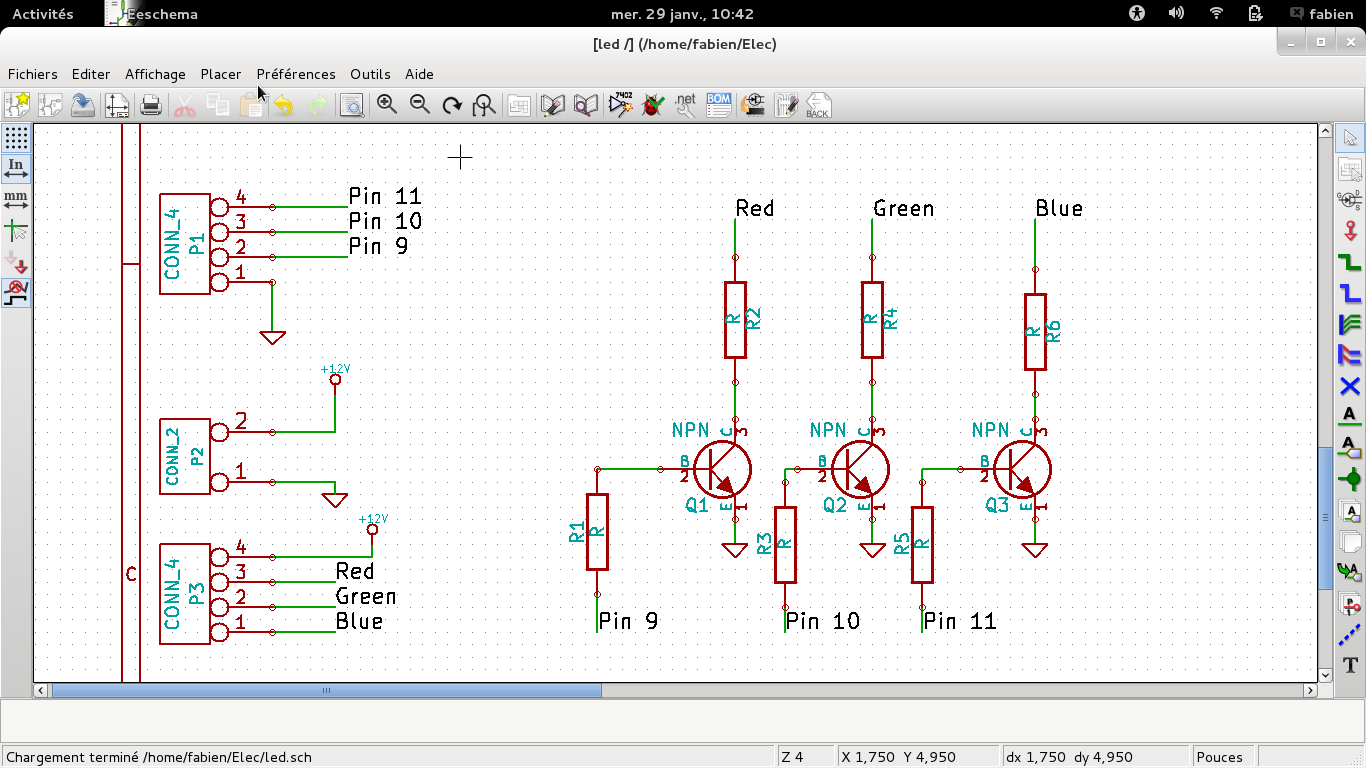 Activités
Eeschema
mer. 29 janv., 10:42
fabien
[led /] (/home/fabien/Elec)
Fichiers Editer Affichage Placer Préférences Outils Aide
7402
.net
BOM
BACK
In
mm
A
A
A
A
T
CONN_4
P1
4 Pin 11
3 Pin 10
2 Pin 9
1
+12V
CONN_2
P2
2
1
+12V
CONN_4
P3
4
3 Red
2 Green
1 Blue
C
Red Green Blue
R R2
R R4
R R6
NPN C 3
B 2
Q1 E 1
NPN C 3
B 2
Q2 E 1
NPN C 3
B 2
Q3 E 1
R1 R
R3 R
R5 R
Pin 9 Pin 10 Pin 11
Chargement terminé /home/fabien/Elec/led.sch
Z 4
X 1,750 Y 4,950
dx 1,750 dy 4,950
Pouces